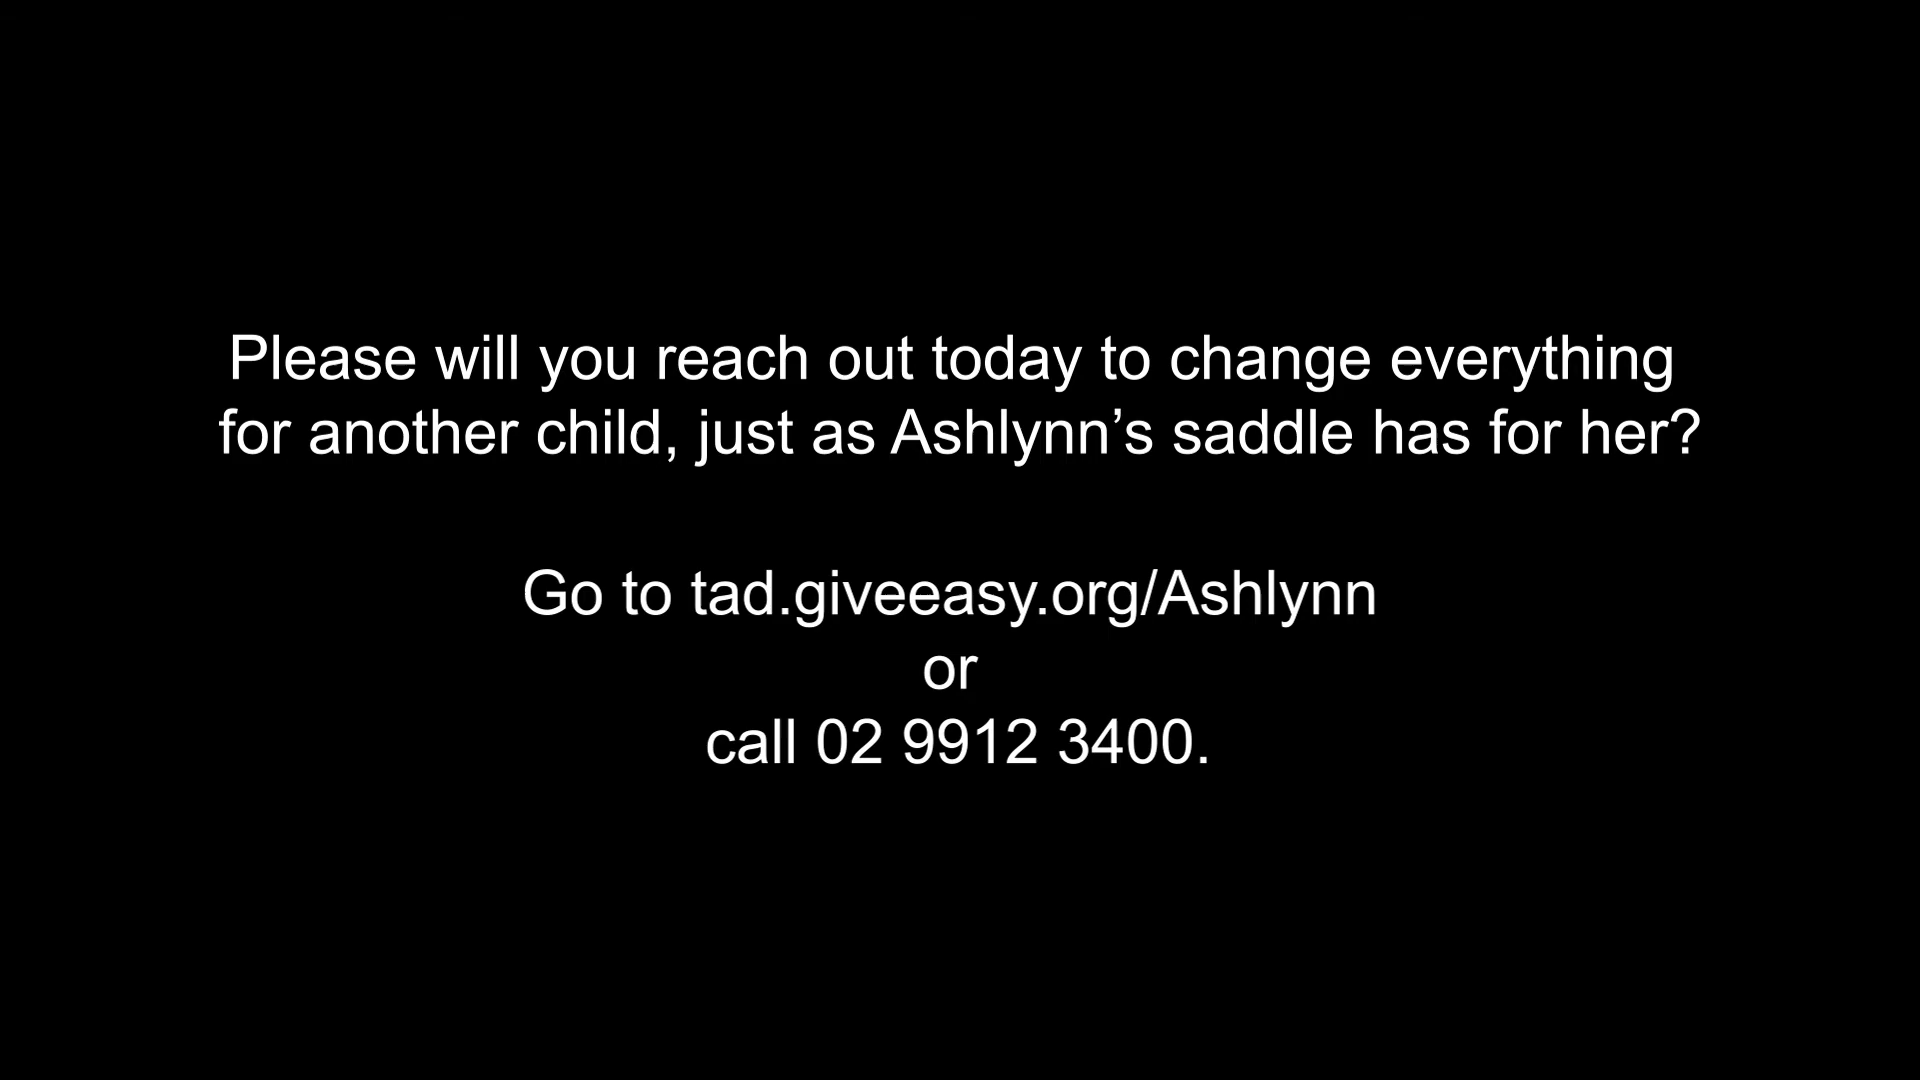 Please will you reach out today to change everything
for another child, just as Ashlynn’s saddle has for her?
Go to tad.giveeasy.org/Ashlynn
or
call 02 9912 3400.